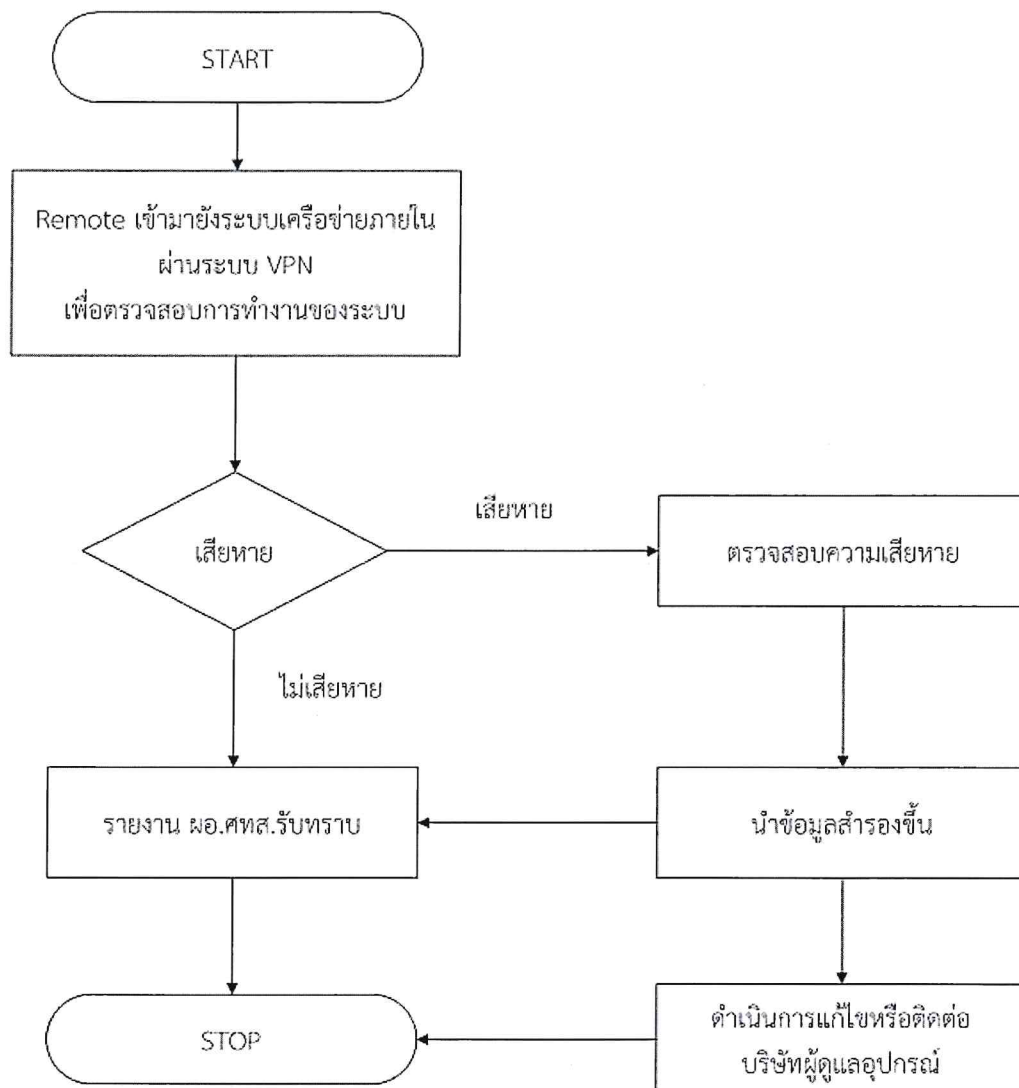 START
Remote เข้ามายังระบบเครือข่ายภายใน
ผ่านระบบ VPN
เพื่อตรวจสอบการทำงานของระบบ
เสียหาย
เสียหาย
ตรวจสอบความเสียหาย
ไม่เสียหาย
รายงาน ผอ.ศทส.รับทราบ
นำข้อมูลสำรองขึ้น
STOP
ดำเนินการแก้ไขหรือติดต่อ
บริษัทผู้ดูแลอุปกรณ์